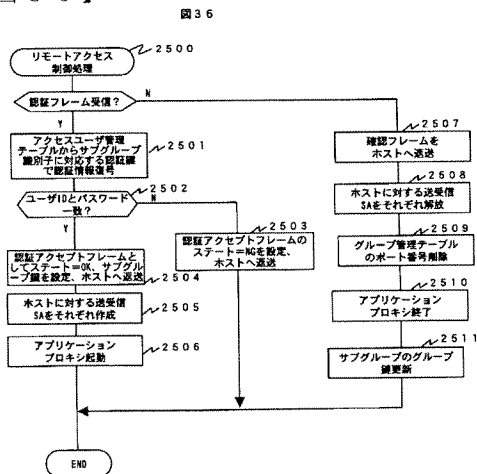 図36
リモートアクセス
制御処理
2500
認証フレーム受信?
N
Y
アクセスユーザ管理
テーブルからサブグループ
識別子に対応する認証鍵
で認証情報復号
2501
ユーザIDとパスワード
一致?
2502
N
Y
認証アクセプトフレームの
ステート=NGを設定、
ホストへ返送
2503
認証アクセプトフレームと
してステート=OK、サブグル
ープ鍵を設定、ホストへ返送
2504
ホストに対する送受信
SAをそれぞれ作成
2505
アプリケーション
プロキシ起動
2506
確認フレームを
ホストへ返送
2507
ホストに対する送受信
SAをそれぞれ解放
2508
グループ管理テーブル
のポート番号削除
2509
アプリケーション
プロキシ終了
2510
サブグループのグループ
鍵更新
2511
END